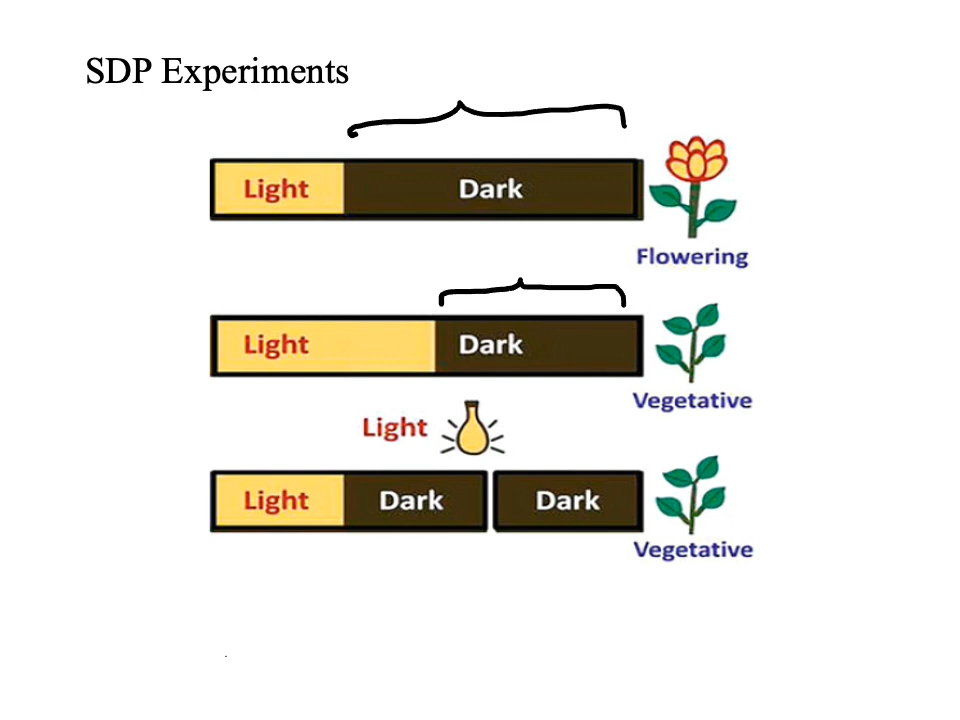 SDP Experiments
Light Dark
Flowering
Light Dark
Vegetative
Light
Light Dark Dark
Vegetative